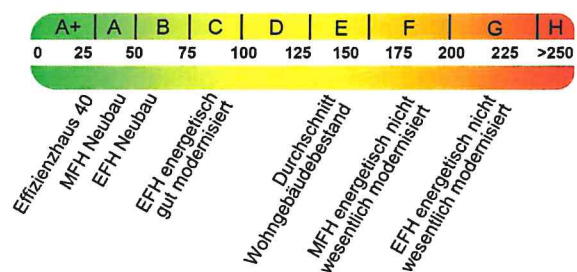 A+ A B C D E F G H
0 25 50 75 100 125 150 175 200 225 >250
Effizienzhaus 40
MFH Neubau
EFH Neubau
EFH energetisch
gut modernisiert
Durchschnitt
Wohngebäudebestand
MFH energetisch nicht
wesentlich modernisiert
EFH energetisch nicht
wesentlich modernisiert